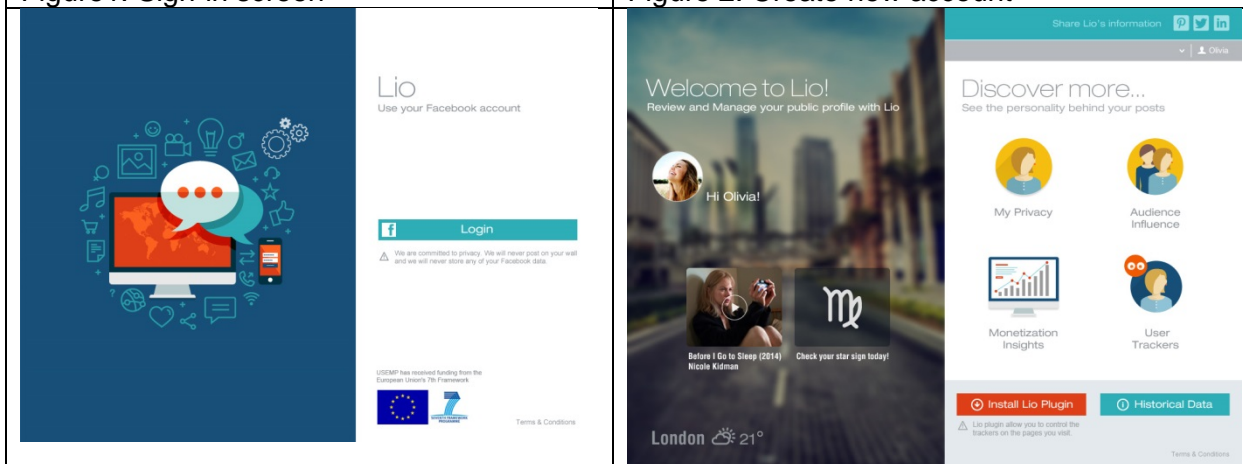 Figure 1: Sign-in screen
Figure 2: Create new account
Lio
Use your Facebook account
f Login
We are committed to privacy. We will never post on your wall
and we will never store any of your Facebook data.
USEMP has received funding from the
European Union's 7th Framework
Terms & Conditions
Share Lio's information
in
Olivia
Welcome to Lio!
Review and Manage your public profile with Lio
Hi Olivia!
Before I Go to Sleep (2014)
Nicole Kidman
Check your star sign today!
London 21°
Discover more...
See the personality behind your posts
My Privacy
Audience
Influence
Monetization
Insights
User
Trackers
Install Lio Plugin
Historical Data
Lio plugin allow you to control the
trackers on the pages you visit.
Terms & Conditions